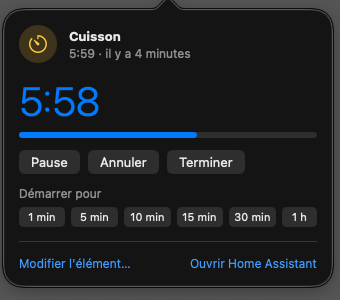 Cuisson
5:59 · il y a 4 minutes
5:58
Pause Annuler Terminer
Démarrer pour
1 min 5 min 10 min 15 min 30 min 1 h
Modifier l'élément... Ouvrir Home Assistant